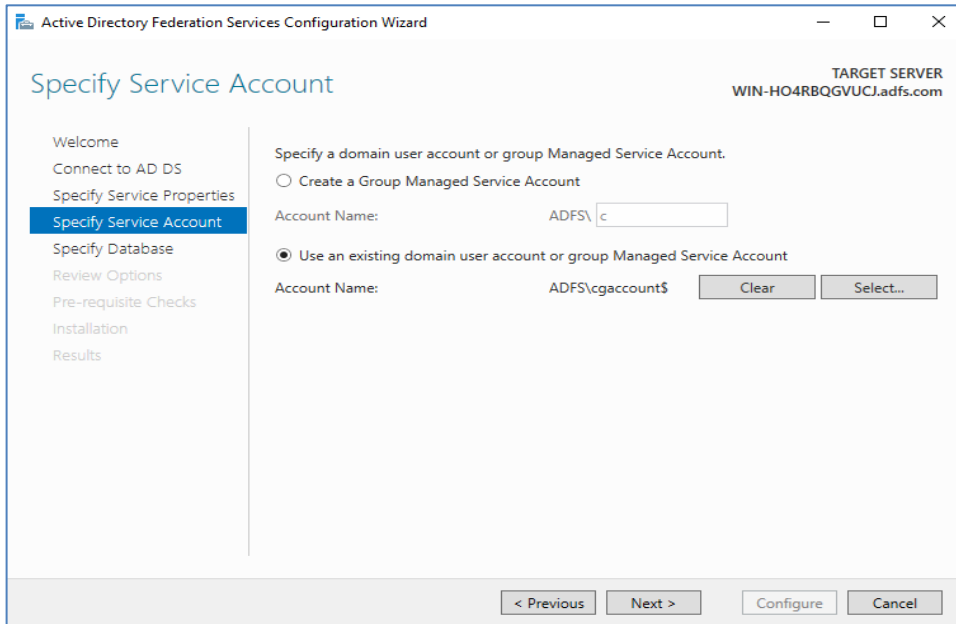 Active Directory Federation Services Configuration Wizard
Specify Service Account
TARGET SERVER
WIN-HO4RBQGVUCJ.adfs.com
Welcome
Connect to AD DS
Specify Service Properties
Specify Service Account
Specify Database
Review Options
Pre-requisite Checks
Installation
Results
Specify a domain user account or group Managed Service Account.
Create a Group Managed Service Account
Account Name: ADFS\ c
Use an existing domain user account or group Managed Service Account
Account Name: ADFS\cgaccount$ Clear Select...
< Previous Next > Configure Cancel